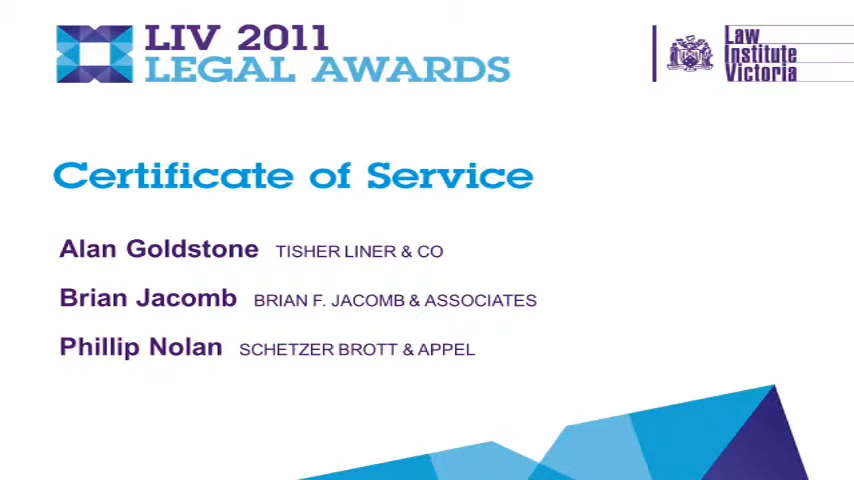 LIV 2011
LEGAL AWARDS
Law
Institute
Victoria
Certificate of Service
Alan Goldstone TISHER LINER & CO
Brian Jacomb BRIAN F. JACOMB & ASSOCIATES
Phillip Nolan SCHETZER BROTT & APPEL